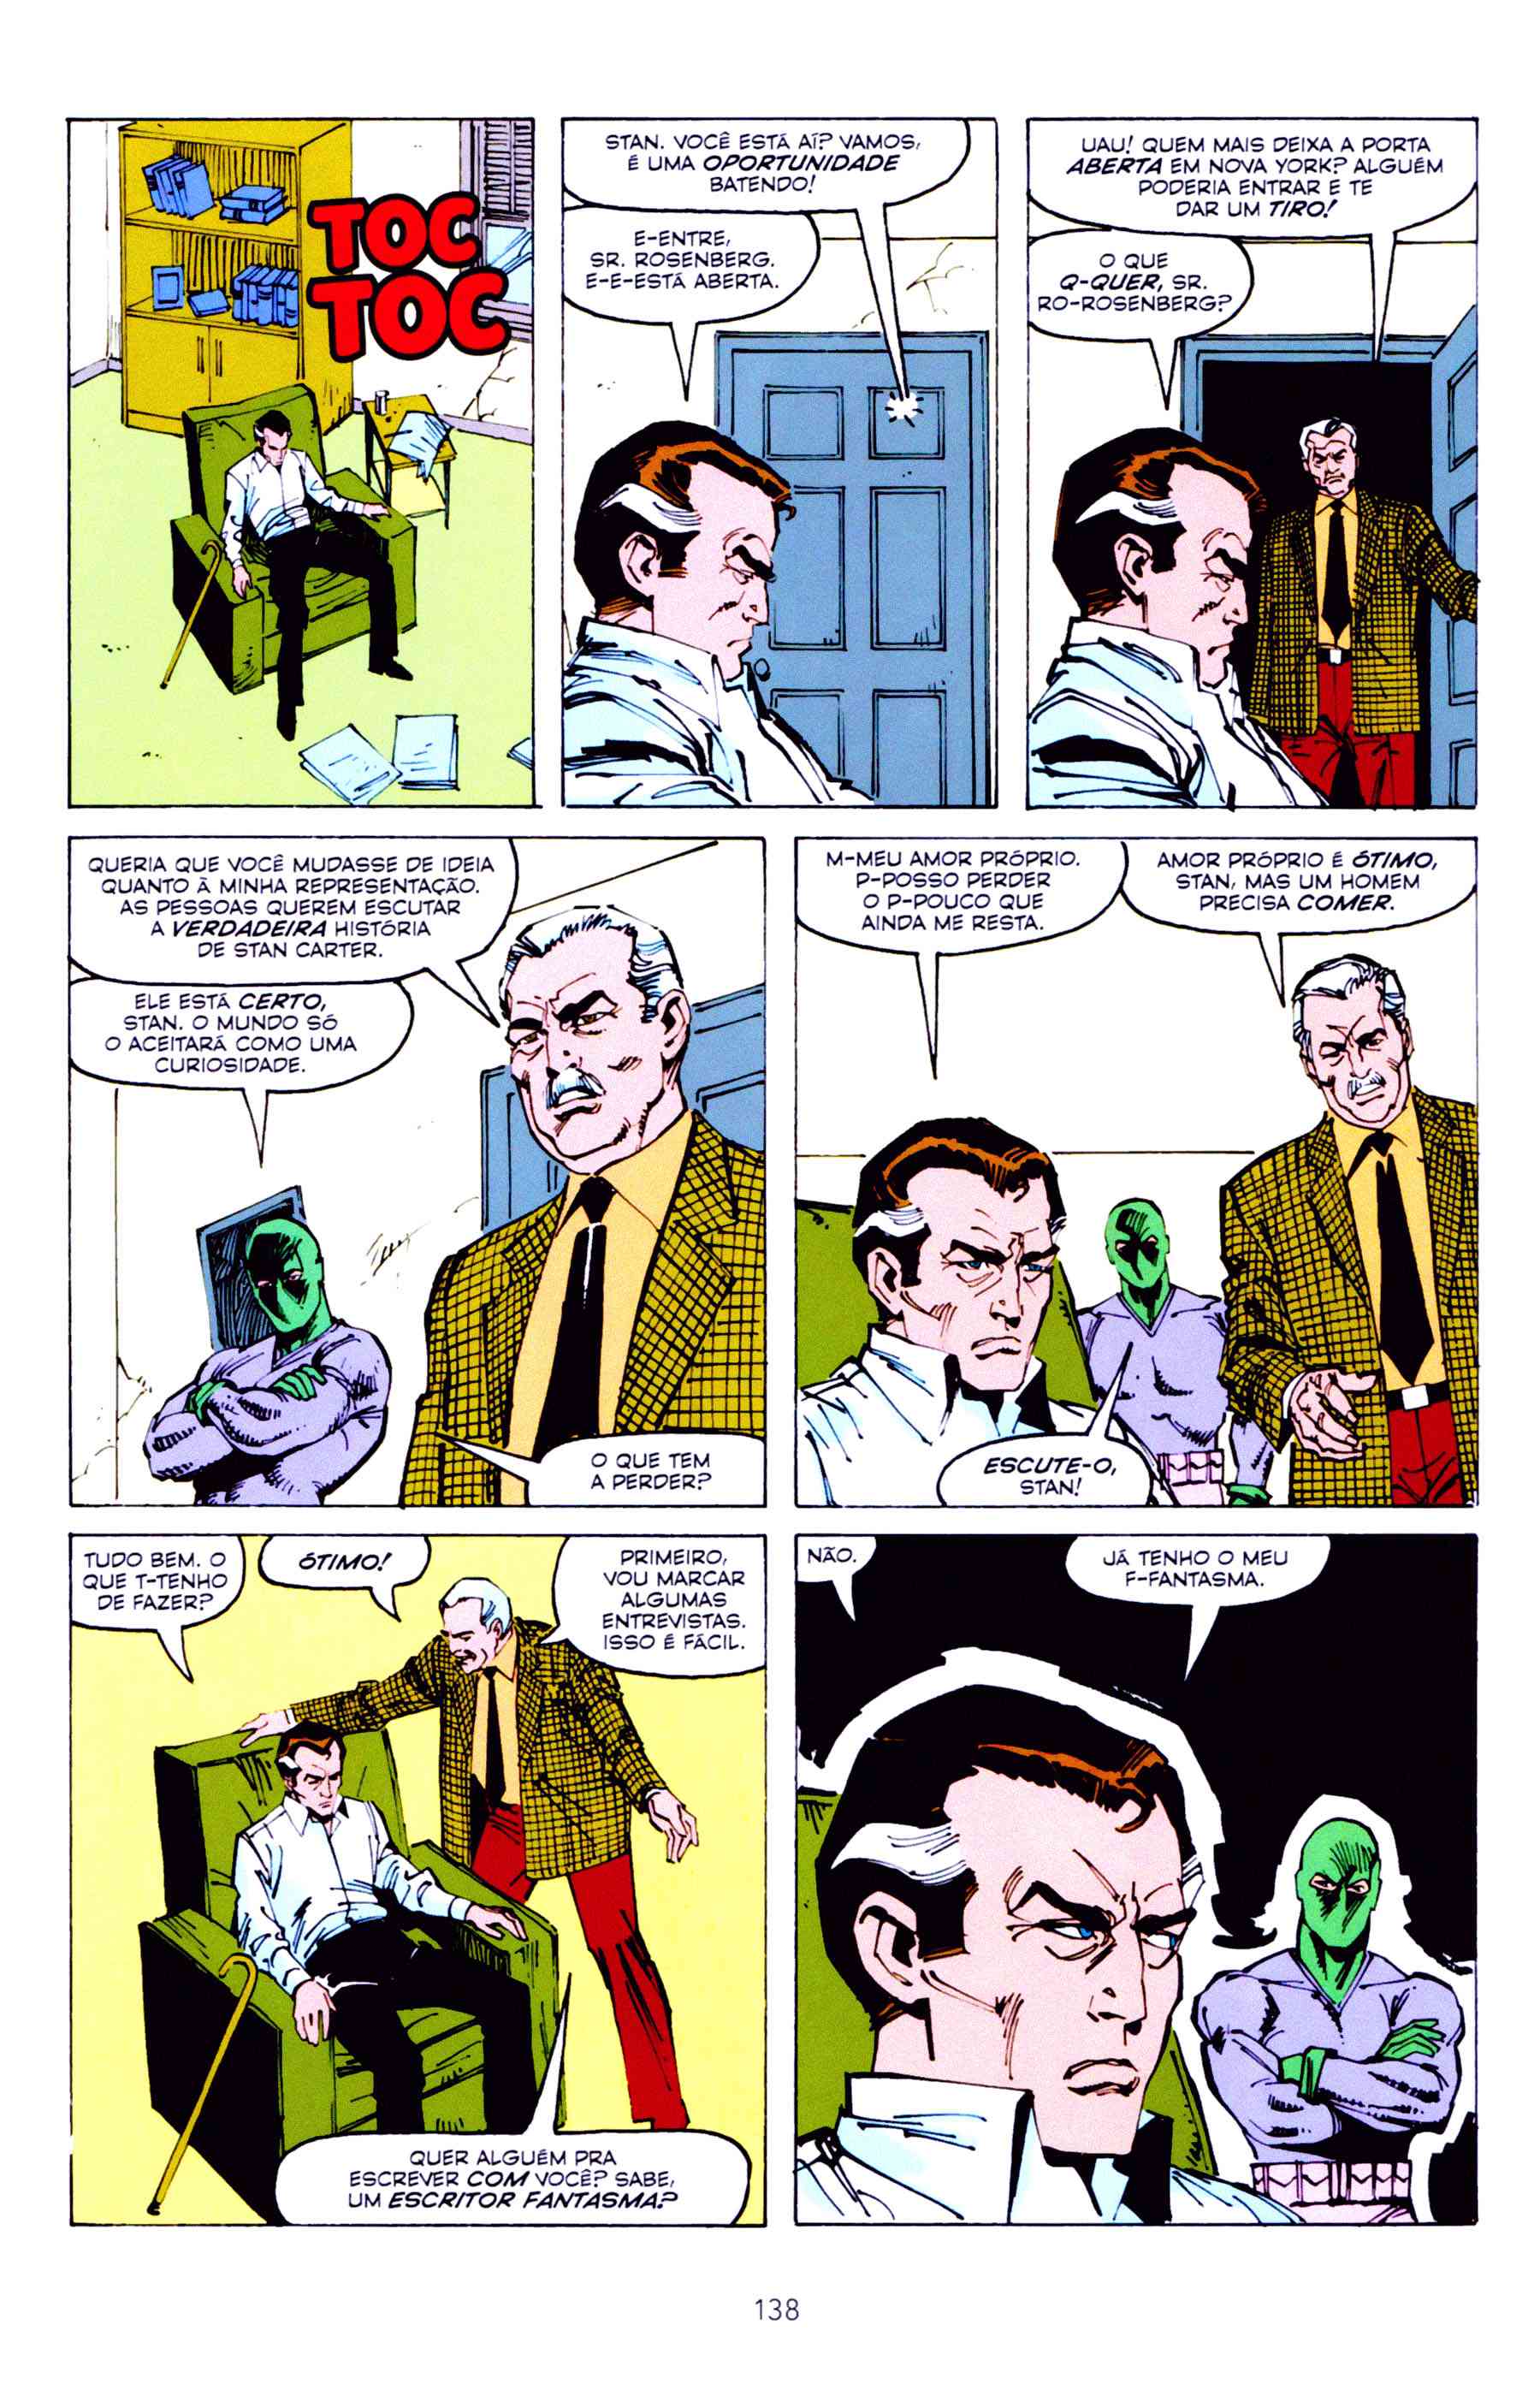 TOC
TOC
STAN. VOCÊ ESTÁ AÍ? VAMOS,
É UMA OPORTUNIDADE
BATENDO!
E-ENTRE,
SR. ROSENBERG.
E-E-ESTÁ ABERTA.
UAU! QUEM MAIS DEIXA A PORTA
ABERTA EM NOVA YORK? ALGUÉM
PODERIA ENTRAR E TE
DAR UM TIRO!
O QUE
Q-QUER, SR.
RO-ROSENBERG?
QUERIA QUE VOCÊ MUDASSE DE IDEIA
QUANTO À MINHA REPRESENTAÇÃO.
AS PESSOAS QUEREM ESCUTAR
A VERDADEIRA HISTÓRIA
DE STAN CARTER.
ELE ESTÁ CERTO,
STAN. O MUNDO SÓ
O ACEITARÁ COMO UMA
CURIOSIDADE.
O QUE TEM
A PERDER?
M-MEU AMOR PRÓPRIO.
P-POSSO PERDER
O P-POUCO QUE
AINDA ME RESTA.
AMOR PRÓPRIO É ÓTIMO,
STAN, MAS UM HOMEM
PRECISA COMER.
ESCUTE-O,
STAN!
TUDO BEM. O
QUE T-TENHO
DE FAZER?
ÓTIMO!
PRIMEIRO,
VOU MARCAR
ALGUMAS
ENTREVISTAS.
ISSO É FÁCIL.
QUER ALGUÉM PRA
ESCREVER COM VOCÊ? SABE,
UM ESCRITOR FANTASMA?
NÃO.
JÁ TENHO O MEU
F-FANTASMA.
138